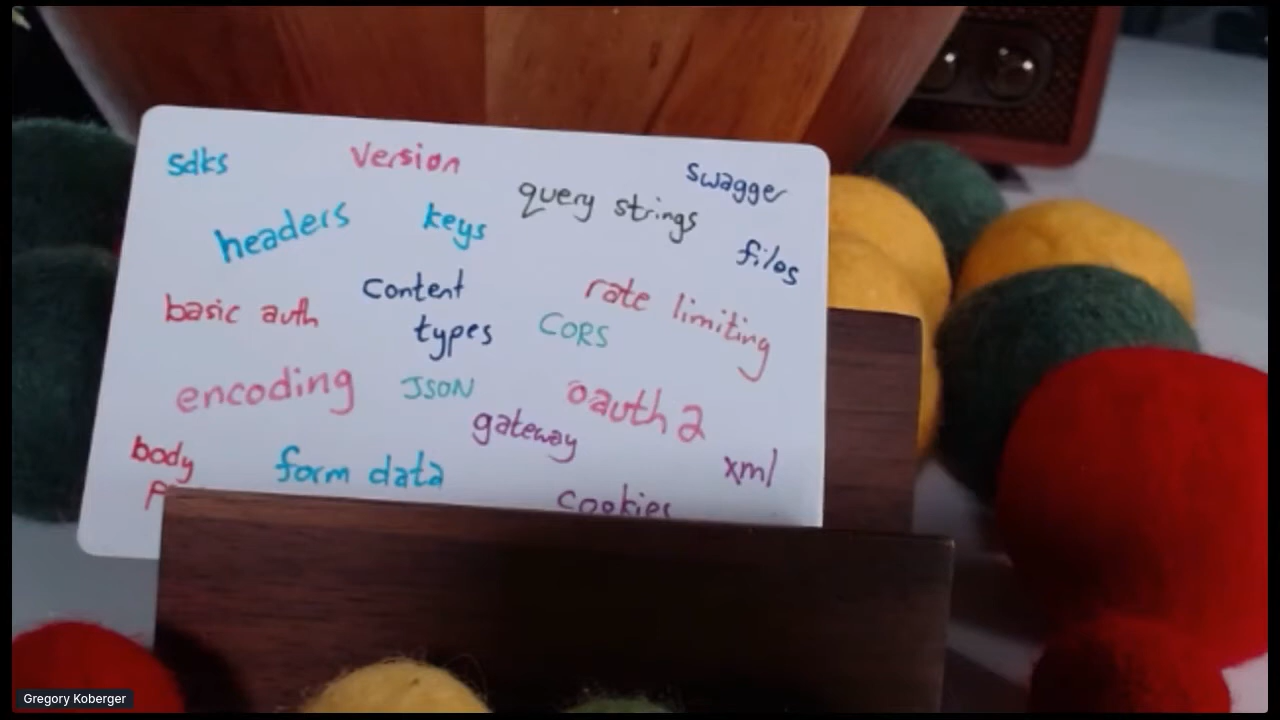 sdks
version
swagger
query strings
headers
keys
files
content
types
rate limiting
basic auth
CORS
encoding
JSON
oauth 2
gateway
body
form data
xml
cookies
Gregory Koberger